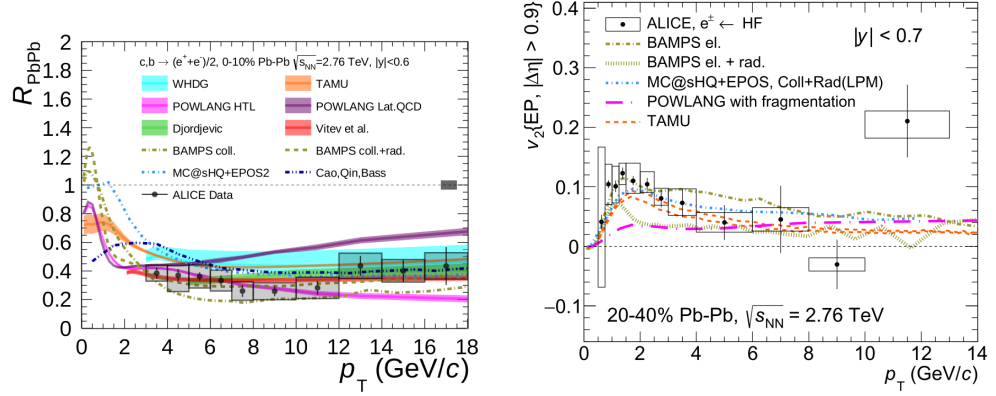 R_PbPb
2
1.8
1.6
1.4
1.2
1
0.8
0.6
0.4
0.2
0
c,b → (e⁺+e⁻)/2, 0-10% Pb-Pb √s_NN=2.76 TeV, |y|<0.6
WHDG TAMU
POWLANG HTL POWLANG Lat.QCD
Djordjevic Vitev et al.
BAMPS coll. BAMPS coll.+rad.
MC@sHQ+EPOS2 Cao,Qin,Bass
ALICE Data
0 2 4 6 8 10 12 14 16 18
p_T (GeV/c)
v₂{EP, |Δη| > 0.9}
0.4
0.3
0.2
0.1
0
−0.1
ALICE, e± ← HF
BAMPS el.
BAMPS el. + rad.
MC@sHQ+EPOS, Coll+Rad(LPM)
POWLANG with fragmentation
TAMU
|y| < 0.7
20-40% Pb-Pb, √s_NN = 2.76 TeV
0 2 4 6 8 10 12 14
p_T (GeV/c)